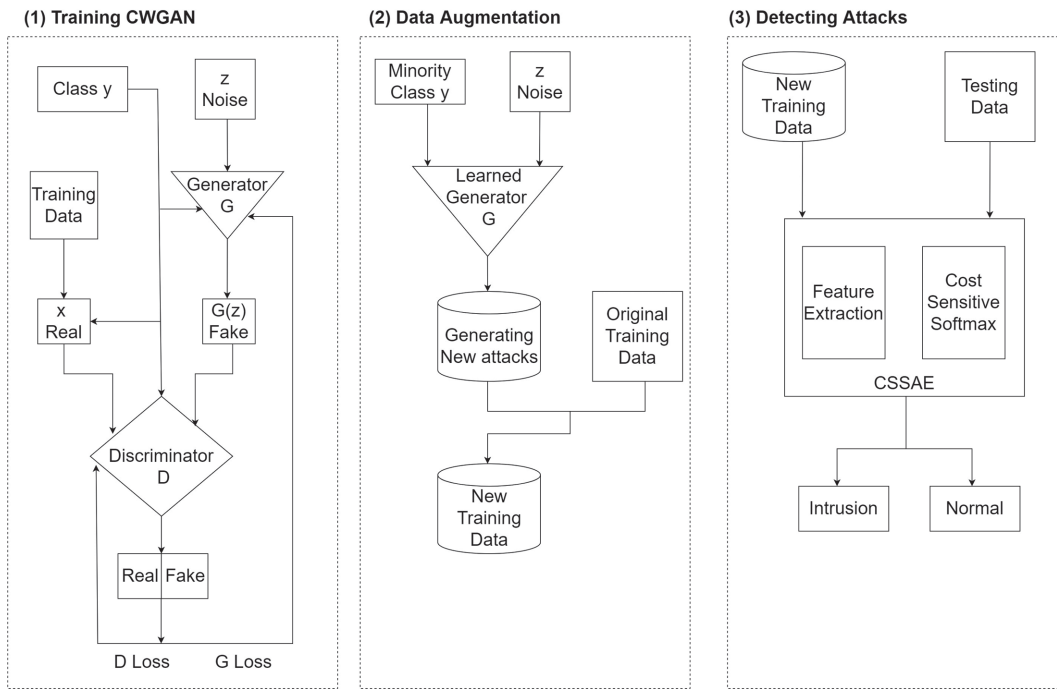 (1) Training CWGAN
Class y
z
Noise
Training
Data
Generator
G
x
Real
G(z)
Fake
Discriminator
D
Real
Fake
D Loss
G Loss
(2) Data Augmentation
Minority
Class y
z
Noise
Learned
Generator
G
Generating
New attacks
Original
Training
Data
New
Training
Data
(3) Detecting Attacks
New
Training
Data
Testing
Data
Feature
Extraction
Cost
Sensitive
Softmax
CSSAE
Intrusion
Normal